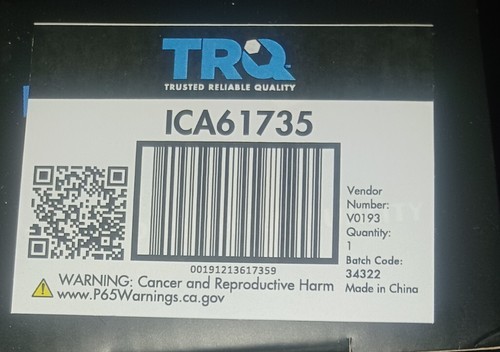 TRQ
TRUSTED RELIABLE QUALITY
ICA61735
00191213617359
Vendor
Number:
V0193
Quantity:
1
Batch Code:
34322
Made in China
WARNING: Cancer and Reproductive Harm
www.P65Warnings.ca.gov